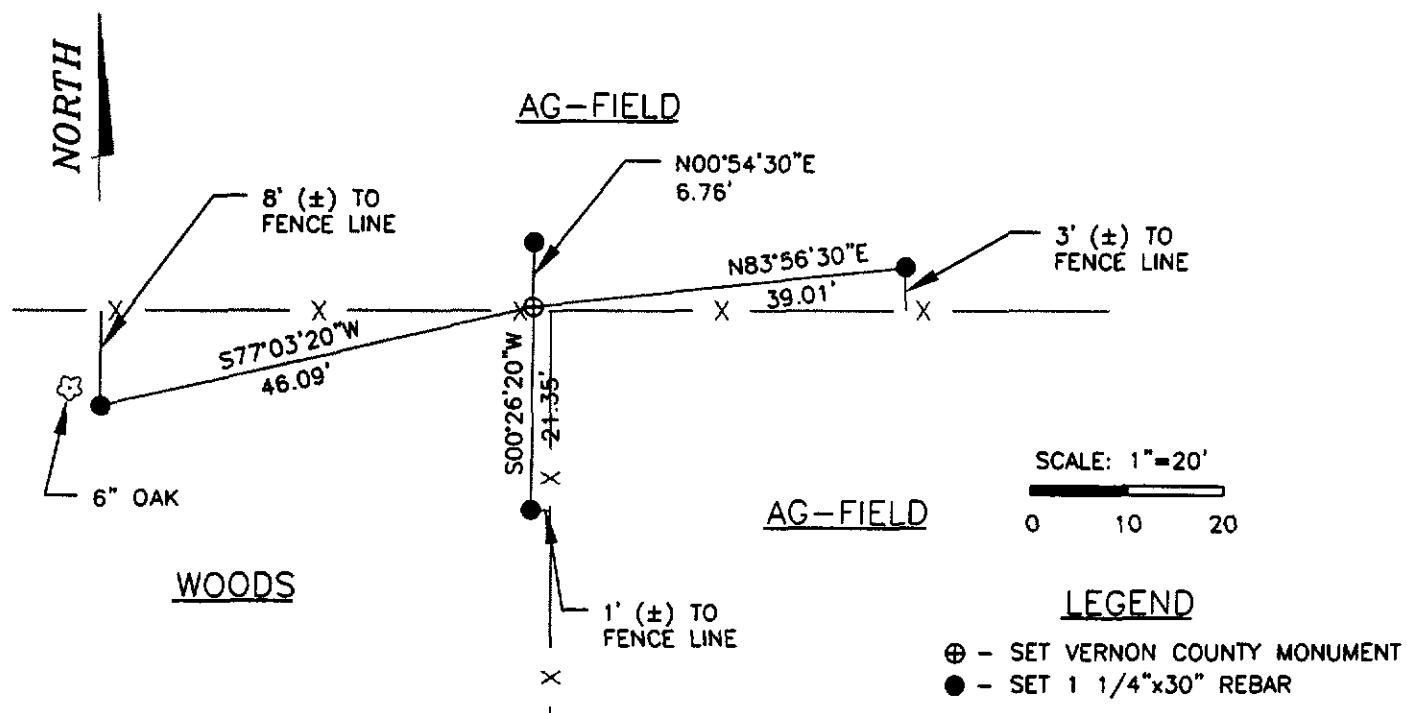 NORTH
AG-FIELD
N00°54'30"E
6.76'
8' (±) TO
FENCE LINE
3' (±) TO
FENCE LINE
N83°56'30"E
39.01'
X X X X X
S77°03'20"W
46.09'
S00°26'20"W
21.35'
X
6" OAK
SCALE: 1"=20'
0 10 20
AG-FIELD
WOODS
1' (±) TO
FENCE LINE
X
LEGEND
⊕ - SET VERNON COUNTY MONUMENT
● - SET 1 1/4"x30" REBAR